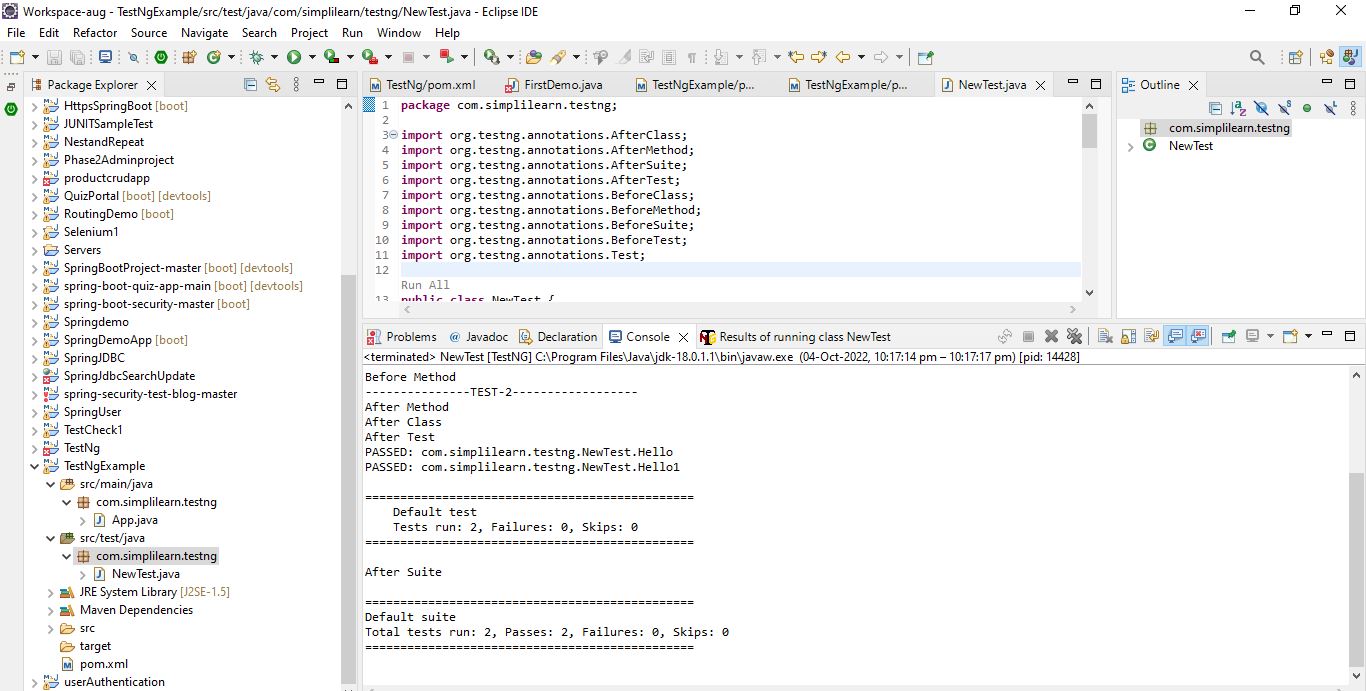 Workspace-aug - TestNgExample/src/test/java/com/simplilearn/testng/NewTest.java - Eclipse IDE
File Edit Refactor Source Navigate Search Project Run Window Help
Package Explorer
HttpsSpringBoot [boot]
JUNITSampleTest
NestandRepeat
Phase2Adminproject
productcrudapp
QuizPortal [boot] [devtools]
RoutingDemo [boot]
Selenium1
Servers
SpringBootProject-master [boot] [devtools]
spring-boot-quiz-app-main [boot] [devtools]
spring-boot-security-master [boot]
Springdemo
SpringDemoApp [boot]
SpringJDBC
SpringJdbcSearchUpdate
spring-security-test-blog-master
SpringUser
TestCheck1
TestNg
TestNgExample
src/main/java
com.simplilearn.testng
App.java
src/test/java
com.simplilearn.testng
NewTest.java
JRE System Library [J2SE-1.5]
Maven Dependencies
src
target
pom.xml
userAuthentication
TestNg/pom.xml FirstDemo.java TestNgExample/p... TestNgExample/p... NewTest.java
1 package com.simplilearn.testng;
2
3 import org.testng.annotations.AfterClass;
4 import org.testng.annotations.AfterMethod;
5 import org.testng.annotations.AfterSuite;
6 import org.testng.annotations.AfterTest;
7 import org.testng.annotations.BeforeClass;
8 import org.testng.annotations.BeforeMethod;
9 import org.testng.annotations.BeforeSuite;
10 import org.testng.annotations.BeforeTest;
11 import org.testng.annotations.Test;
12
Run All
13 public class NewTest {
Outline
com.simplilearn.testng
NewTest
Problems @ Javadoc Declaration Console Results of running class NewTest
<terminated> NewTest [TestNG] C:\Program Files\Java\jdk-18.0.1.1\bin\javaw.exe (04-Oct-2022, 10:17:14 pm – 10:17:17 pm) [pid: 14428]
Before Method
---------------TEST-2------------------
After Method
After Class
After Test
PASSED: com.simplilearn.testng.NewTest.Hello
PASSED: com.simplilearn.testng.NewTest.Hello1
===============================================
Default test
Tests run: 2, Failures: 0, Skips: 0
===============================================
After Suite
===============================================
Default suite
Total tests run: 2, Passes: 2, Failures: 0, Skips: 0
===============================================